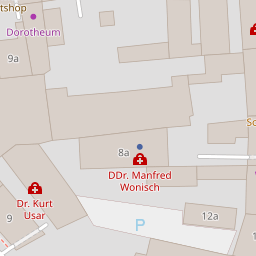 tshop
Dorotheum
9a
8a
DDr. Manfred
Wonisch
Dr. Kurt
Usar
9
12a
P